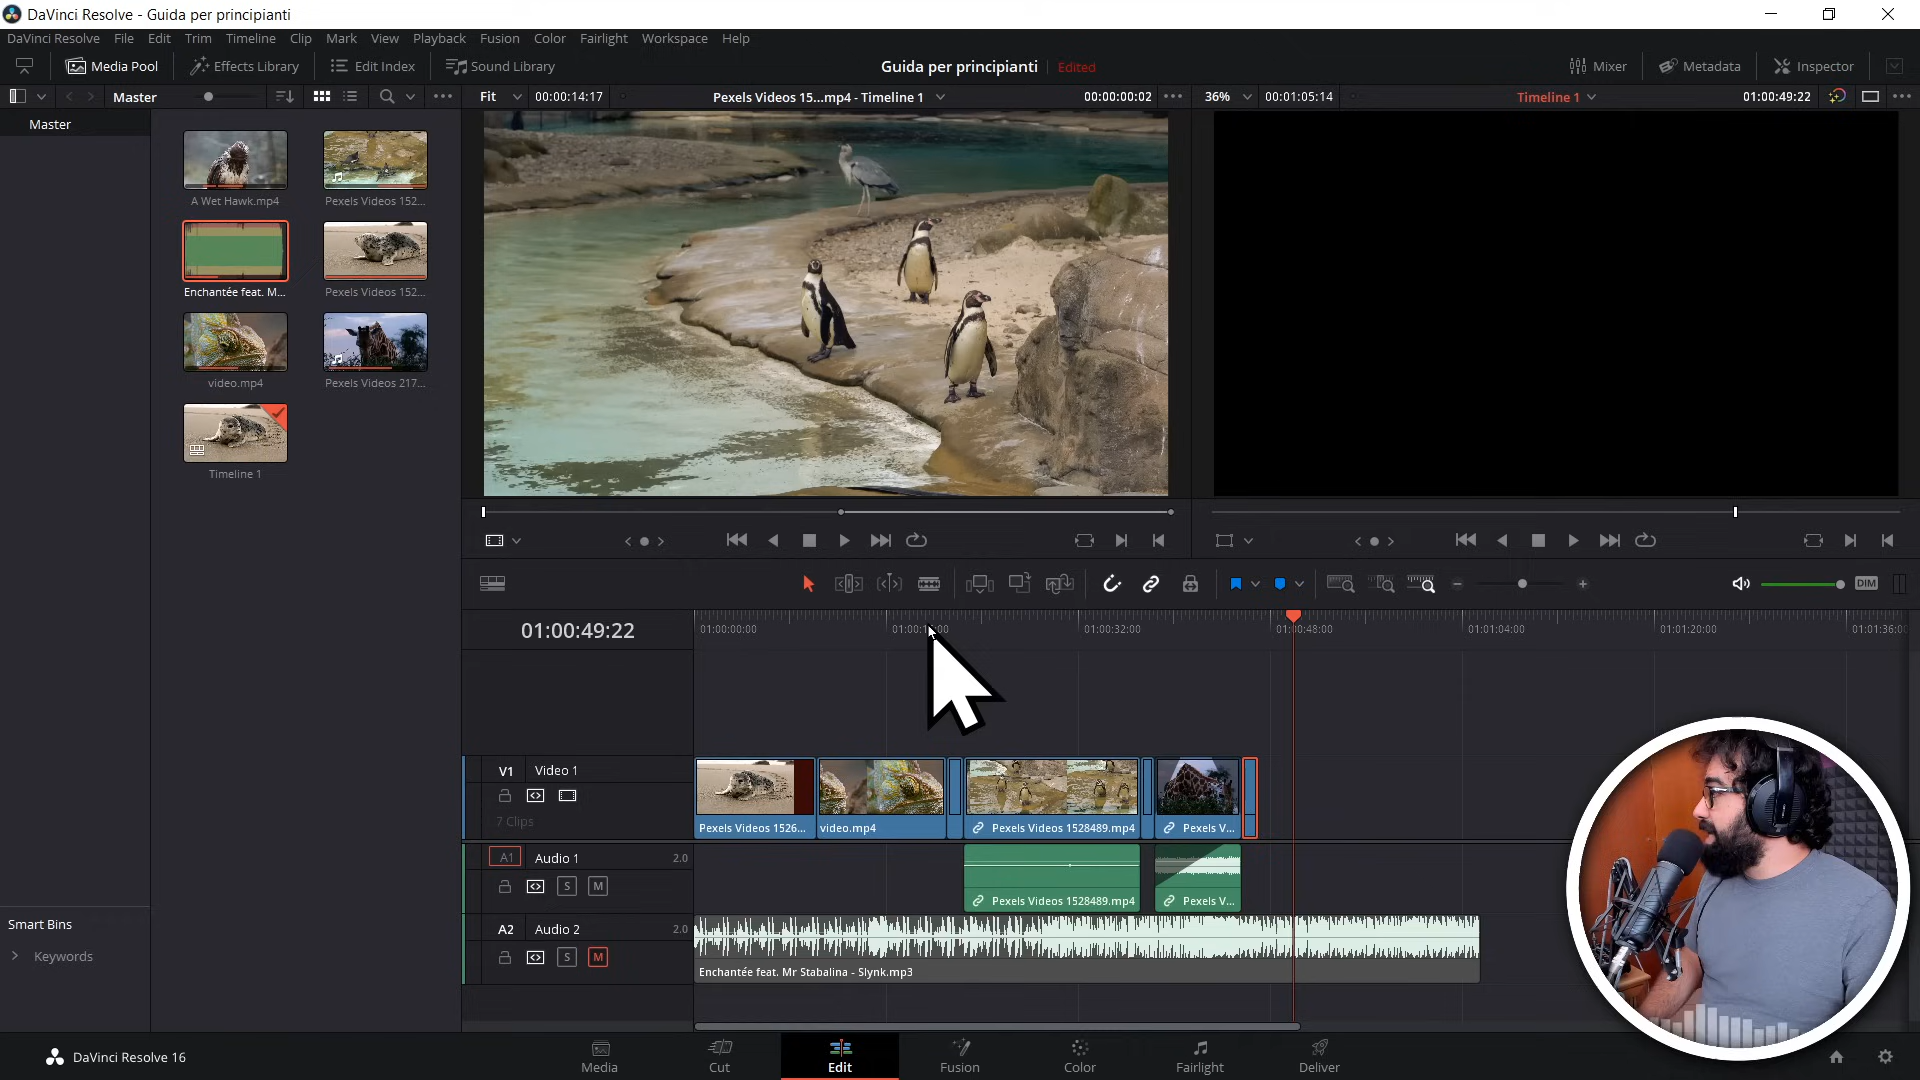 DaVinci Resolve - Guida per principianti
DaVinci Resolve File Edit Trim Timeline Clip Mark View Playback Fusion Color Fairlight Workspace Help
Media Pool Effects Library Edit Index Sound Library Guida per principianti Edited Mixer Metadata Inspector
Master Fit 00:00:14:17 Pexels Videos 15...mp4 - Timeline 1 00:00:00:02 36% 00:01:05:14 Timeline 1 01:00:49:22
Master
A Wet Hawk.mp4 Pexels Videos 152...
Enchantée feat. M... Pexels Videos 152...
video.mp4 Pexels Videos 217...
Timeline 1
DIM
01:00:49:22 01:00:00:00 01:00:32:00 01:00:48:00 01:01:04:00 01:01:20:00 01:01:36:00
V1 Video 1
7 Clips
Pexels Videos 1526... video.mp4 Pexels Videos 1528489.mp4 Pexels V...
A1 Audio 1 2.0
S M
Pexels Videos 1528489.mp4 Pexels V...
A2 Audio 2 2.0
S M
Enchantée feat. Mr Stabalina - Slynk.mp3
Smart Bins
Keywords
DaVinci Resolve 16
Media Cut Edit Fusion Color Fairlight Deliver